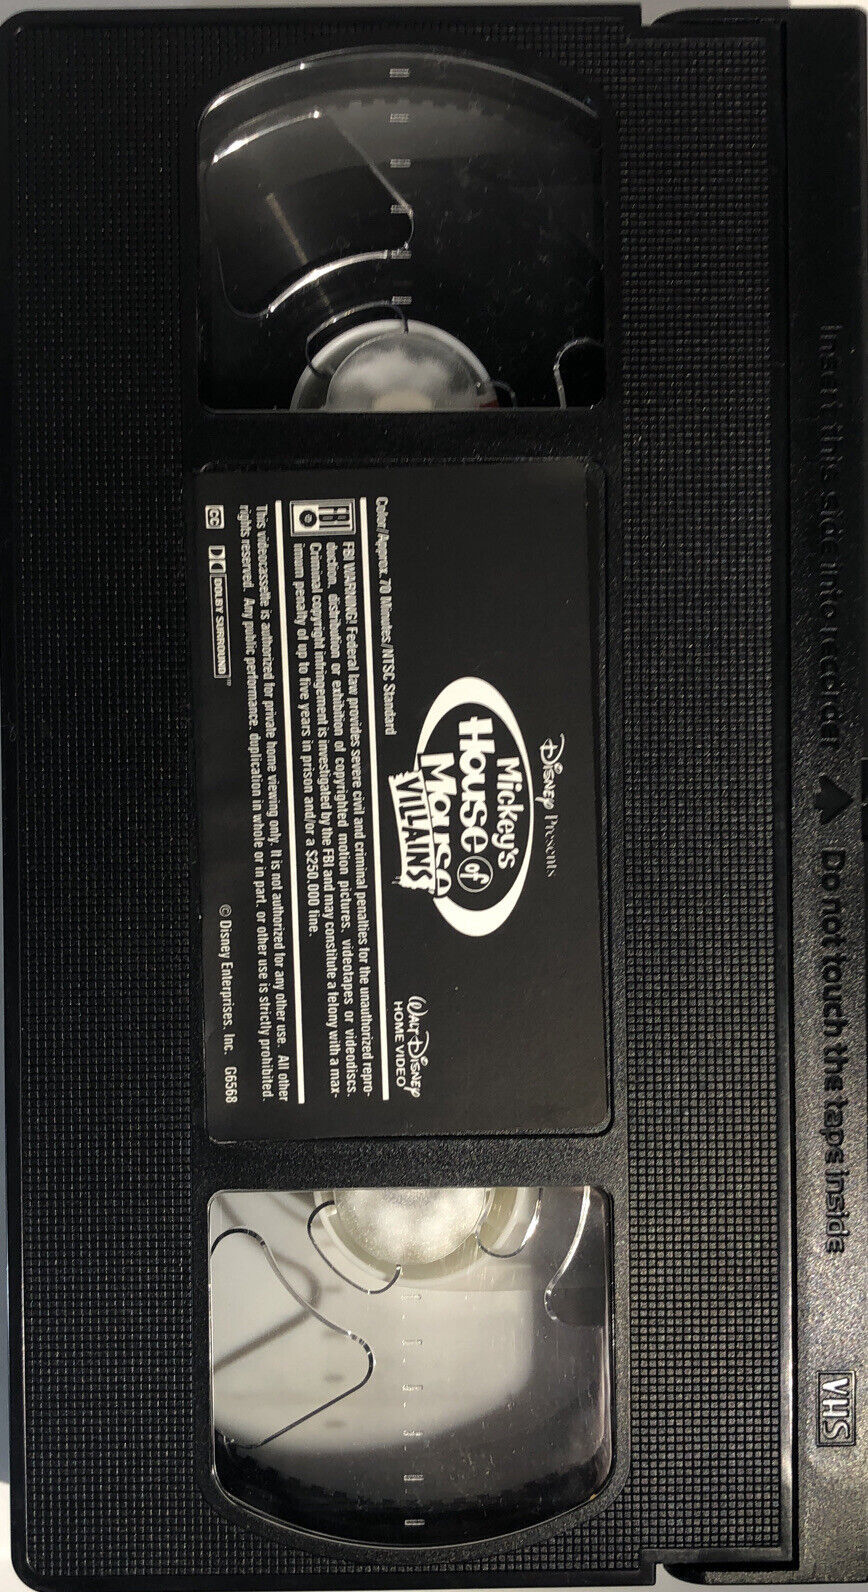 Insert this side into recorder ▲ Do not touch the tape inside
VHS
DISNEY Presents
Mickey's
House of
Mouse
VILLAINS
WALT DISNEY
HOME VIDEO
Color/Approx. 70 Minutes/NTSC Standard
FBI
FBI WARNING! Federal law provides severe civil and criminal penalties for the unauthorized repro-
duction, distribution or exhibition of copyrighted motion pictures, videotapes or videodiscs.
Criminal copyright infringement is investigated by the FBI and may constitute a felony with a max-
imum penalty of up to five years in prison and/or a $250,000 fine.
This videocassette is authorized for private home viewing only. It is not authorized for any other use. All other
rights reserved. Any public performance, duplication in whole or in part, or other use is strictly prohibited.
CC DOLBY SURROUND™ © Disney Enterprises, Inc. G6568